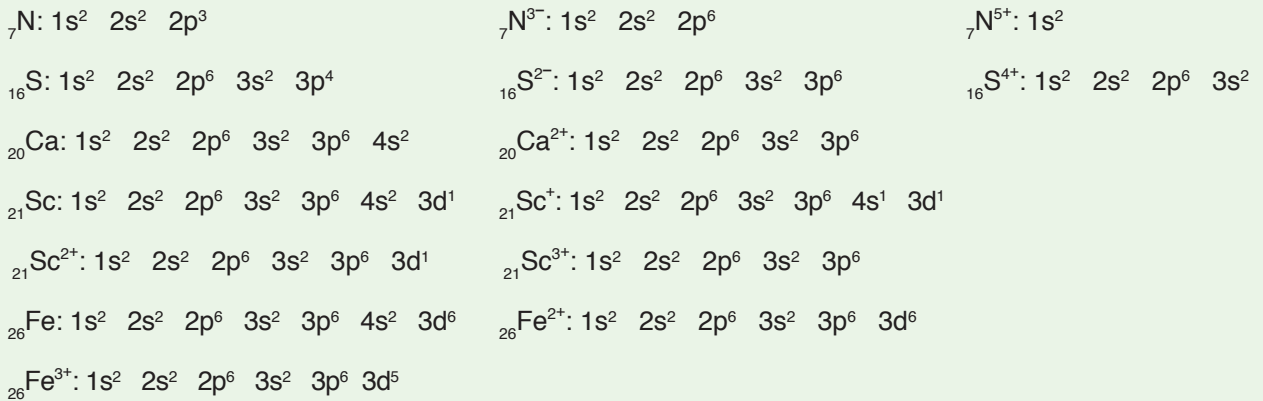 ₇N: 1s² 2s² 2p³ ₇N³⁻: 1s² 2s² 2p⁶ ₇N⁵⁺: 1s²
₁₆S: 1s² 2s² 2p⁶ 3s² 3p⁴ ₁₆S²⁻: 1s² 2s² 2p⁶ 3s² 3p⁶ ₁₆S⁴⁺: 1s² 2s² 2p⁶ 3s²
₂₀Ca: 1s² 2s² 2p⁶ 3s² 3p⁶ 4s² ₂₀Ca²⁺: 1s² 2s² 2p⁶ 3s² 3p⁶
₂₁Sc: 1s² 2s² 2p⁶ 3s² 3p⁶ 4s² 3d¹ ₂₁Sc⁺: 1s² 2s² 2p⁶ 3s² 3p⁶ 4s¹ 3d¹
₂₁Sc²⁺: 1s² 2s² 2p⁶ 3s² 3p⁶ 3d¹ ₂₁Sc³⁺: 1s² 2s² 2p⁶ 3s² 3p⁶
₂₆Fe: 1s² 2s² 2p⁶ 3s² 3p⁶ 4s² 3d⁶ ₂₆Fe²⁺: 1s² 2s² 2p⁶ 3s² 3p⁶ 3d⁶
₂₆Fe³⁺: 1s² 2s² 2p⁶ 3s² 3p⁶ 3d⁵